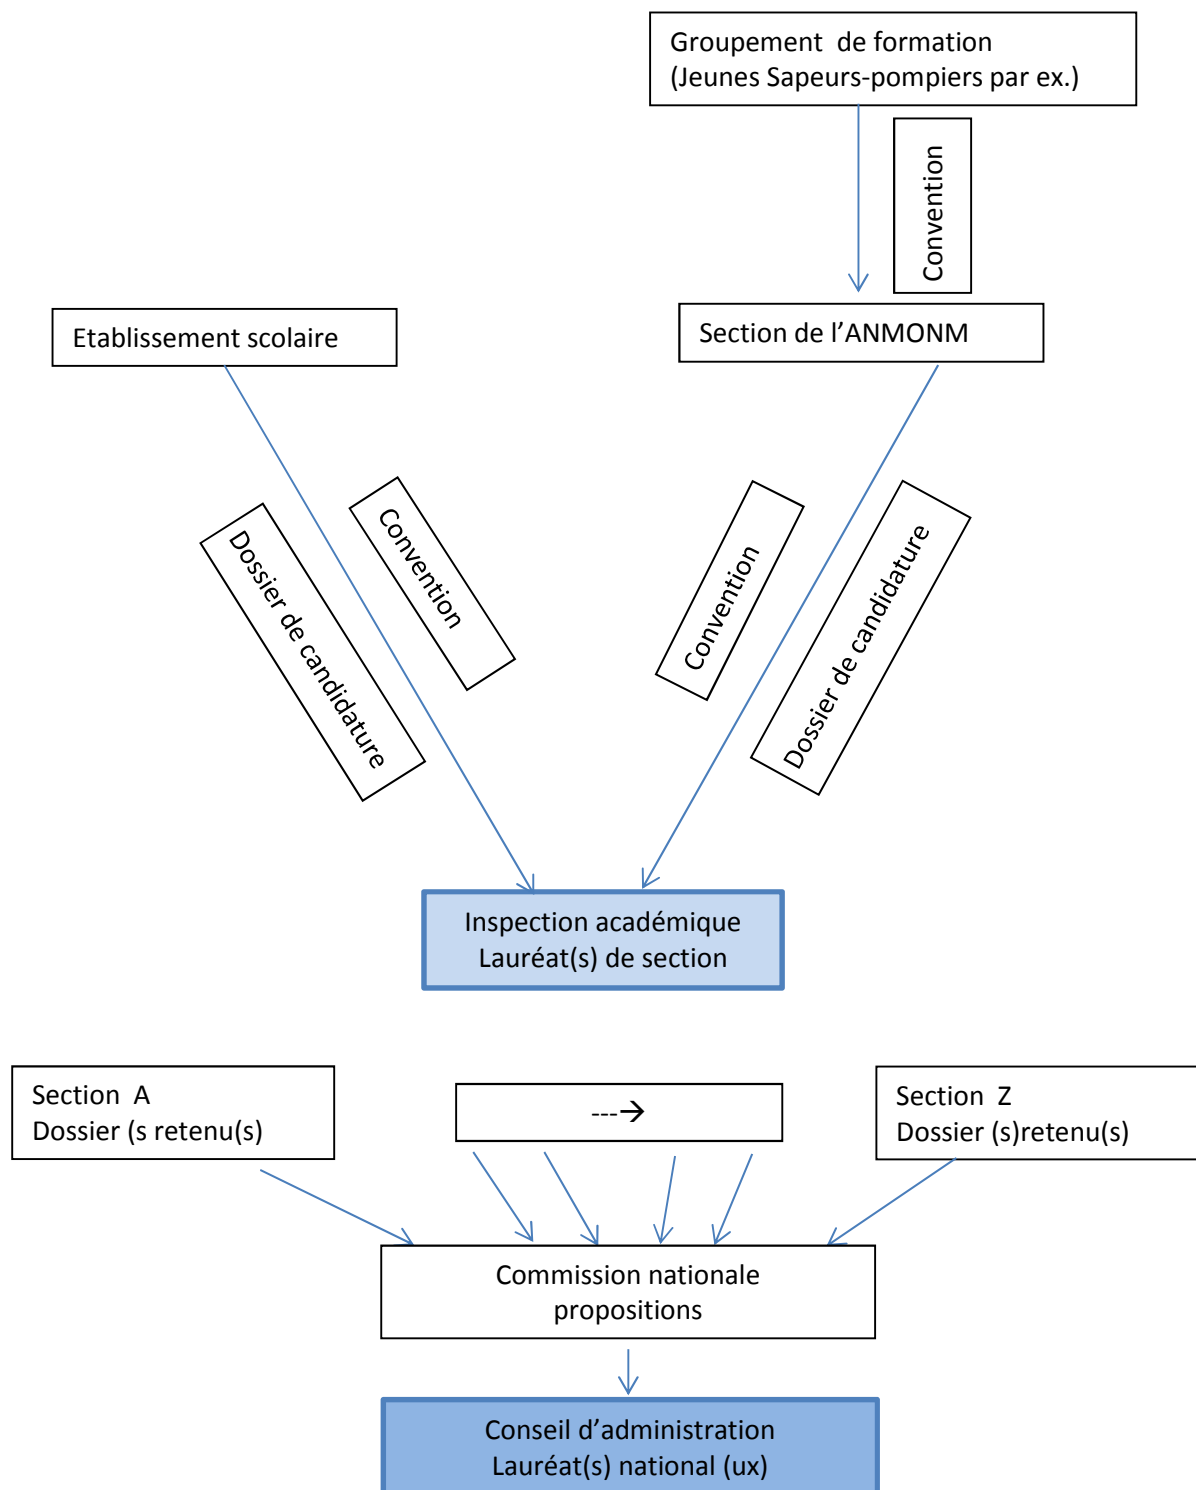 Groupement de formation
(Jeunes Sapeurs-pompiers par ex.)
Convention
Etablissement scolaire
Section de l’ANMONM
Dossier de candidature
Convention
Convention
Dossier de candidature
Inspection académique
Lauréat(s) de section
Section A
Dossier (s retenu(s)
---→
Section Z
Dossier (s)retenu(s)
Commission nationale
propositions
Conseil d’administration
Lauréat(s) national (ux)